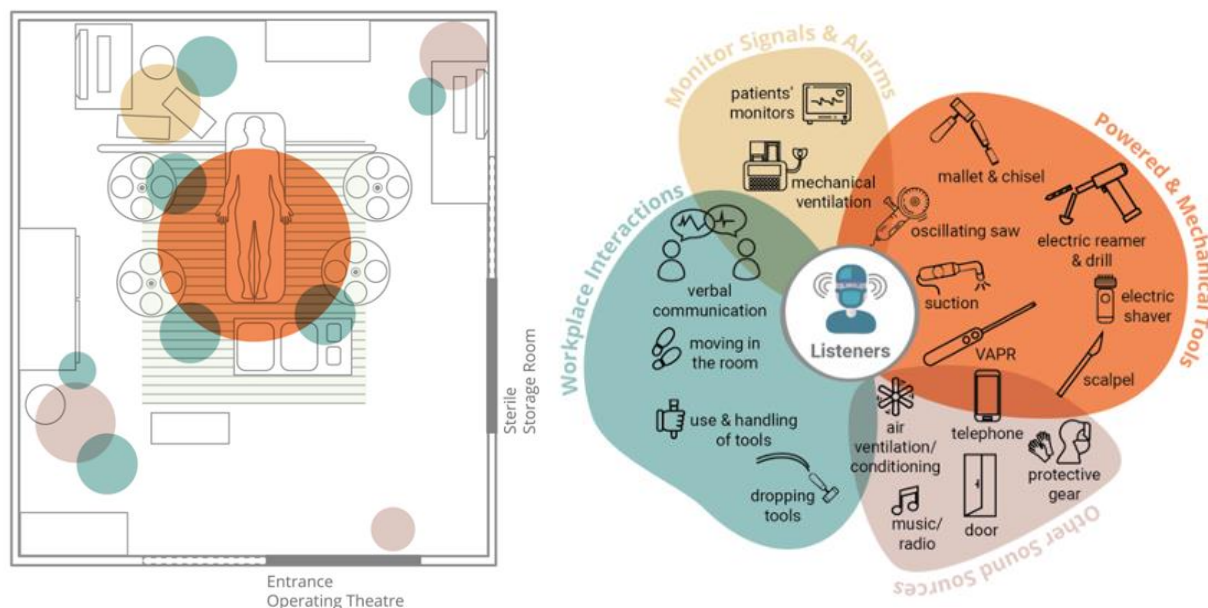 Sterile
Storage Room
Entrance
Operating Theatre
Monitor Signals & Alarms
patients'
monitors
mechanical
ventilation
Powered & Mechanical Tools
mallet & chisel
oscillating saw
electric reamer
& drill
suction
electric
shaver
VAPR
scalpel
Workplace Interactions
verbal
communication
moving in
the room
use & handling
of tools
dropping
tools
Listeners
air
ventilation/
conditioning
telephone
protective
gear
music/
radio
door
Other Sound Sources